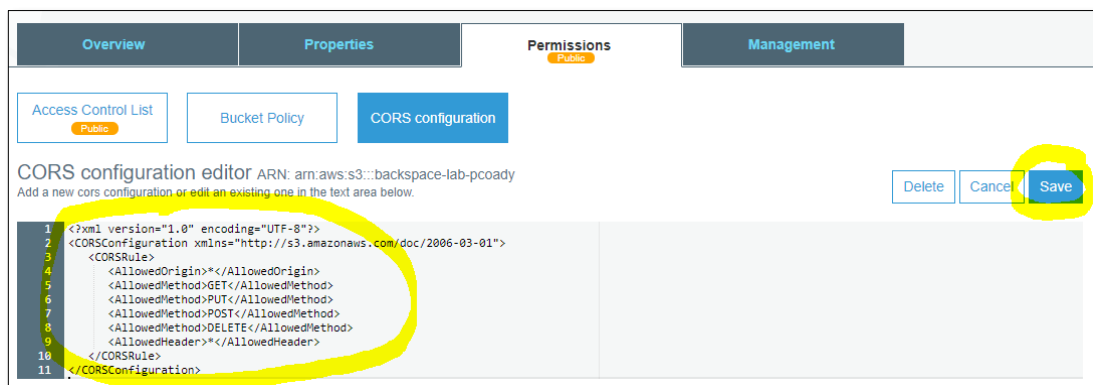 Overview Properties Permissions Management
Public
Access Control List Bucket Policy CORS configuration
Public
CORS configuration editor ARN: arn:aws:s3:::backspace-lab-pcoady
Add a new cors configuration or edit an existing one in the text area below.
Delete Cancel Save
1 <?xml version="1.0" encoding="UTF-8"?>
2 <CORSConfiguration xmlns="http://s3.amazonaws.com/doc/2006-03-01">
3 <CORSRule>
4 <AllowedOrigin>*</AllowedOrigin>
5 <AllowedMethod>GET</AllowedMethod>
6 <AllowedMethod>PUT</AllowedMethod>
7 <AllowedMethod>POST</AllowedMethod>
8 <AllowedMethod>DELETE</AllowedMethod>
9 <AllowedHeader>*</AllowedHeader>
10 </CORSRule>
11 </CORSConfiguration>